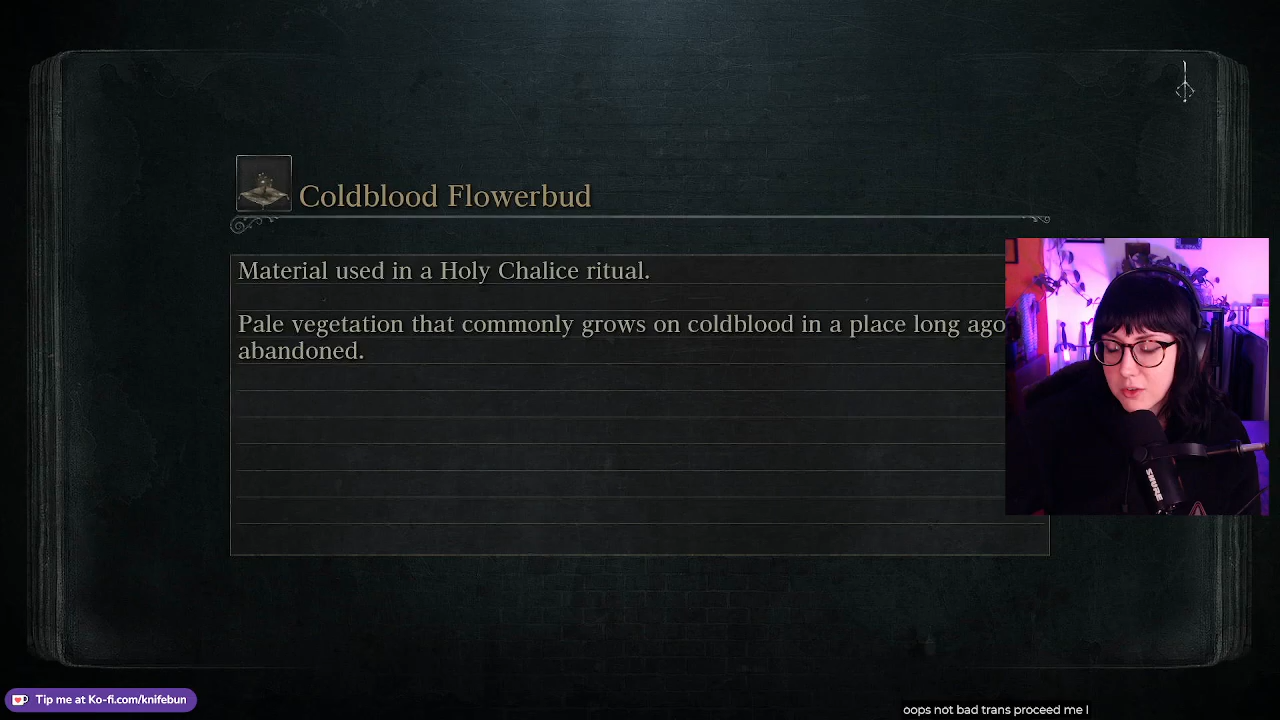 Coldblood Flowerbud
Material used in a Holy Chalice ritual.
Pale vegetation that commonly grows on coldblood in a place long ago
abandoned.
SHURE
Tip me at Ko-fi.com/knifebun
oops not bad trans proceed me I